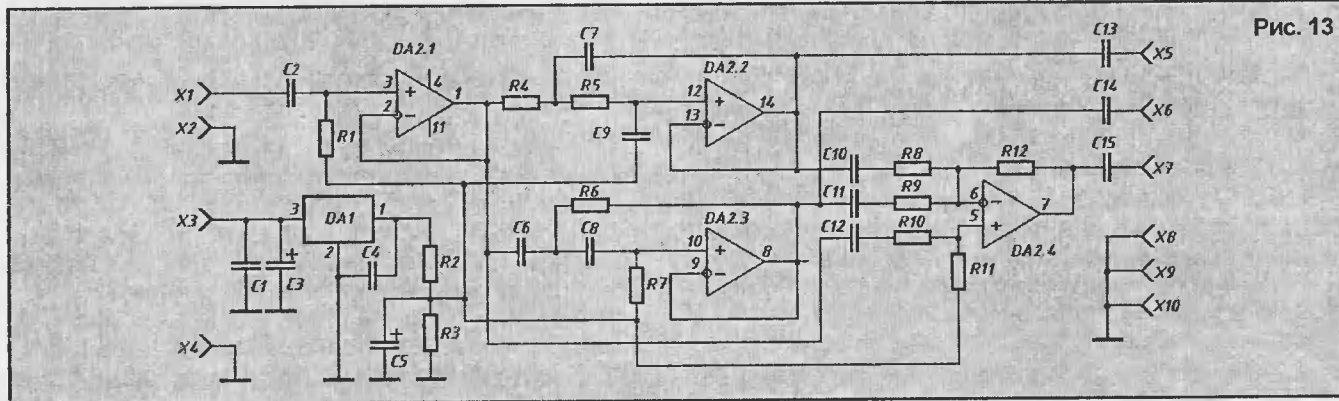 Рис. 13
C13
X5
C7
DA2.1
DA2.2
C2
3
4
1
R4
R5
12
14
C14
X6
X1
+
+
2
−
13
−
X2
R1
11
C9
C10
R8
R12
C15
X7
R6
C11
R9
6
−
7
X3
3
DA1
1
C6
C8
DA2.3
C12
R10
5
+
DA2.4
10
+
8
X8
2
C4
R2
9
−
R11
X9
C1
+
C3
R7
X10
R3
X4
+
C5